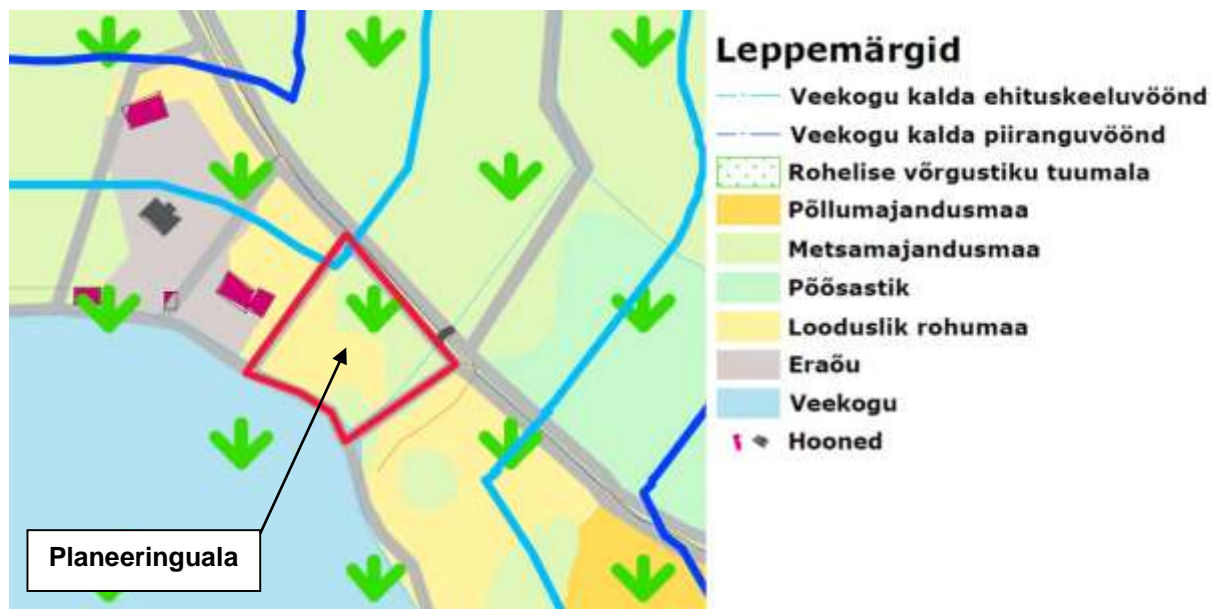 Planeeringuala
Leppemärgid
Veekogu kalda ehituskeeluvöönd
Veekogu kalda piiranguvöönd
Rohelise võrgustiku tuumala
Põllumajandusmaa
Metsamajandusmaa
Põõsastik
Looduslik rohumaa
Eraõu
Veekogu
Hooned